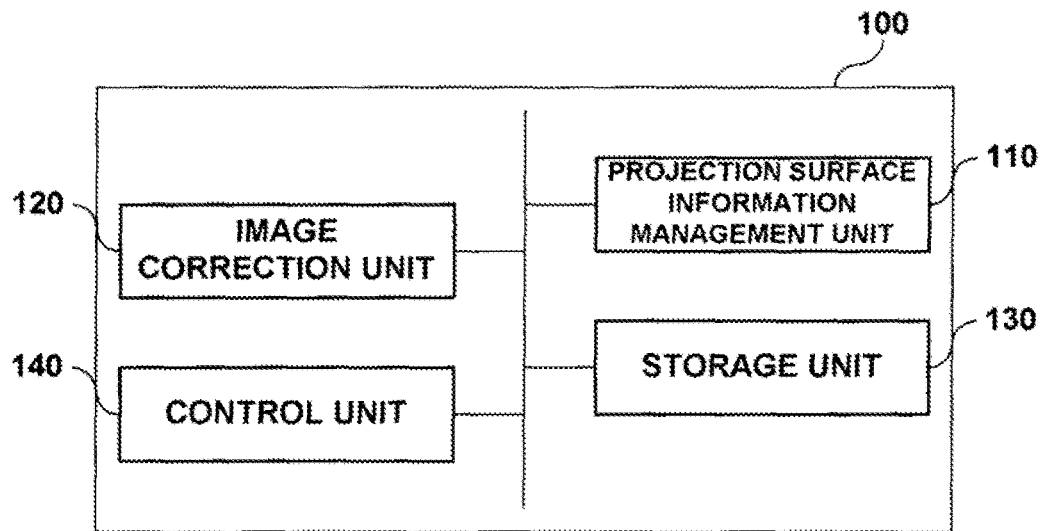 100
120
IMAGE
CORRECTION UNIT
PROJECTION SURFACE
INFORMATION
MANAGEMENT UNIT
110
140
CONTROL UNIT
STORAGE UNIT
130